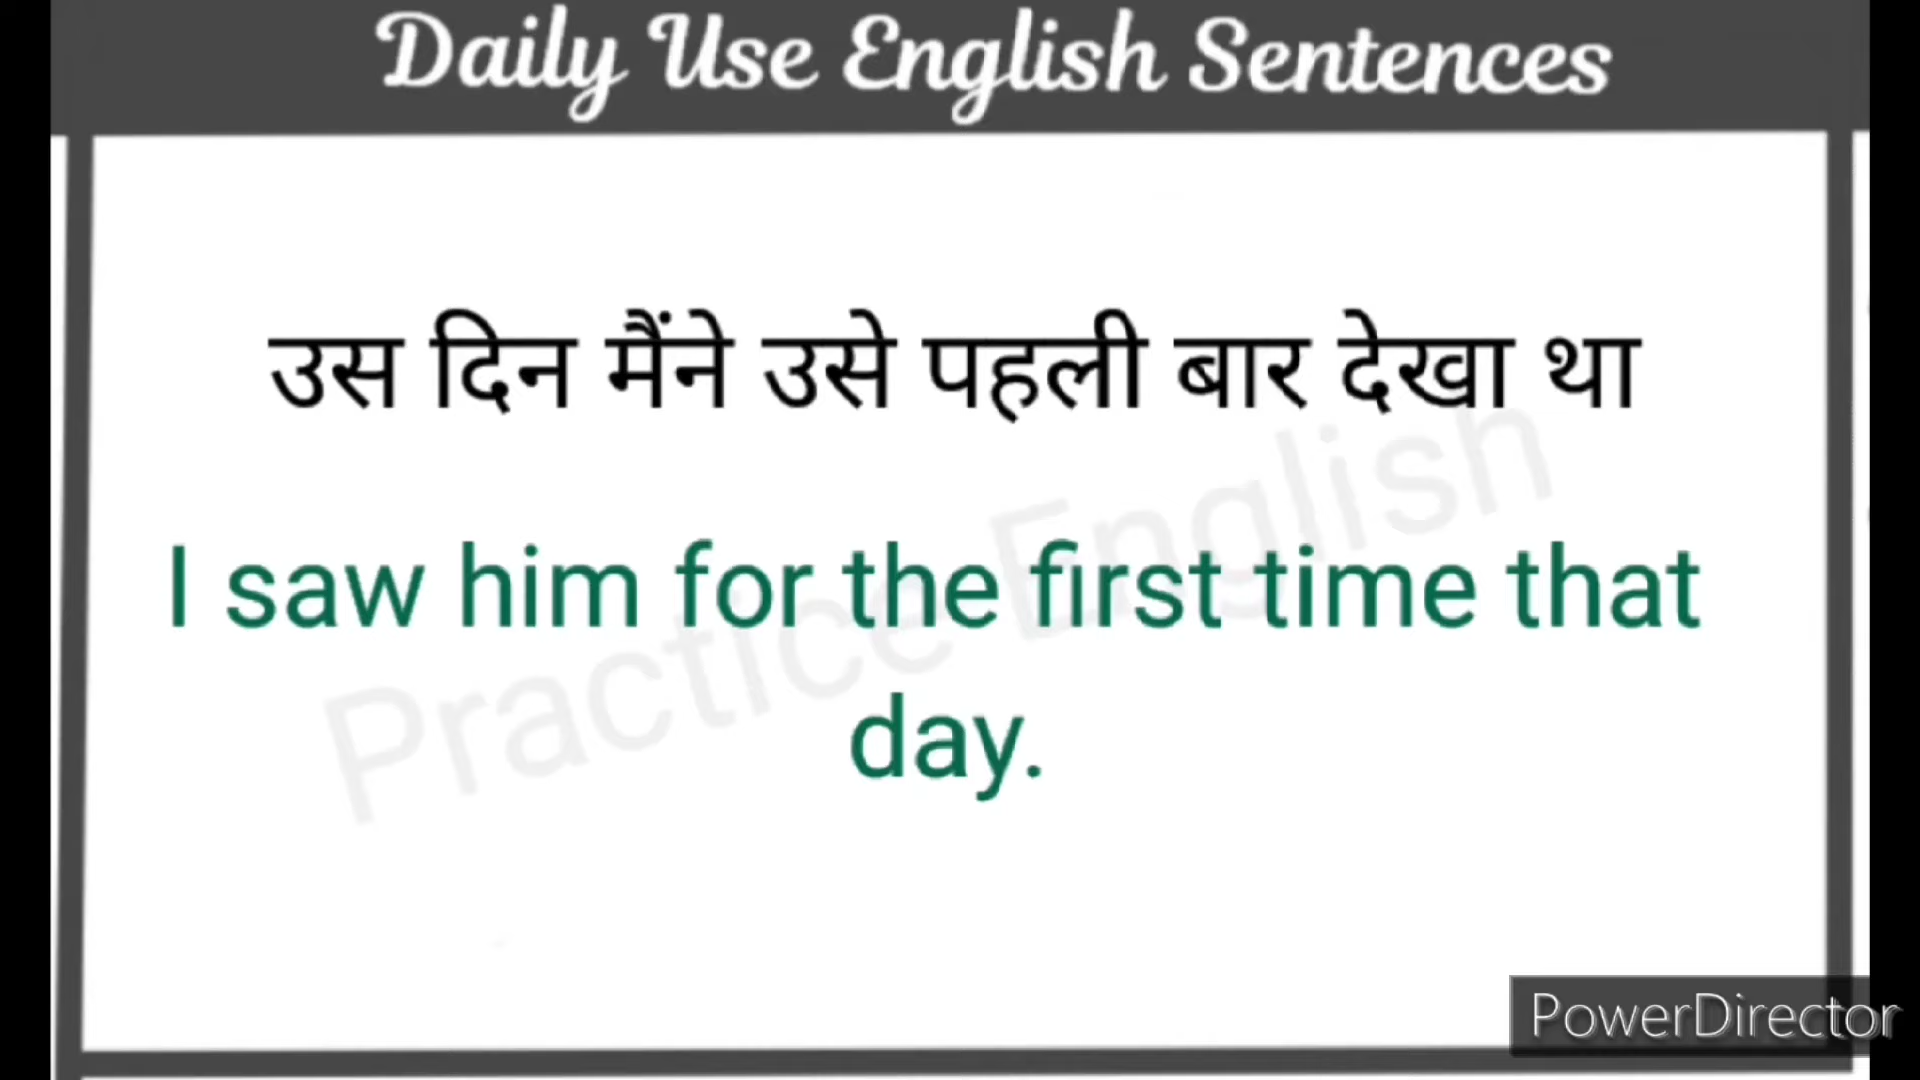 Daily Use English Sentences
उस दिन मैंने उसे पहली बार देखा था
I saw him for the first time that
day.
Practice English
PowerDirector